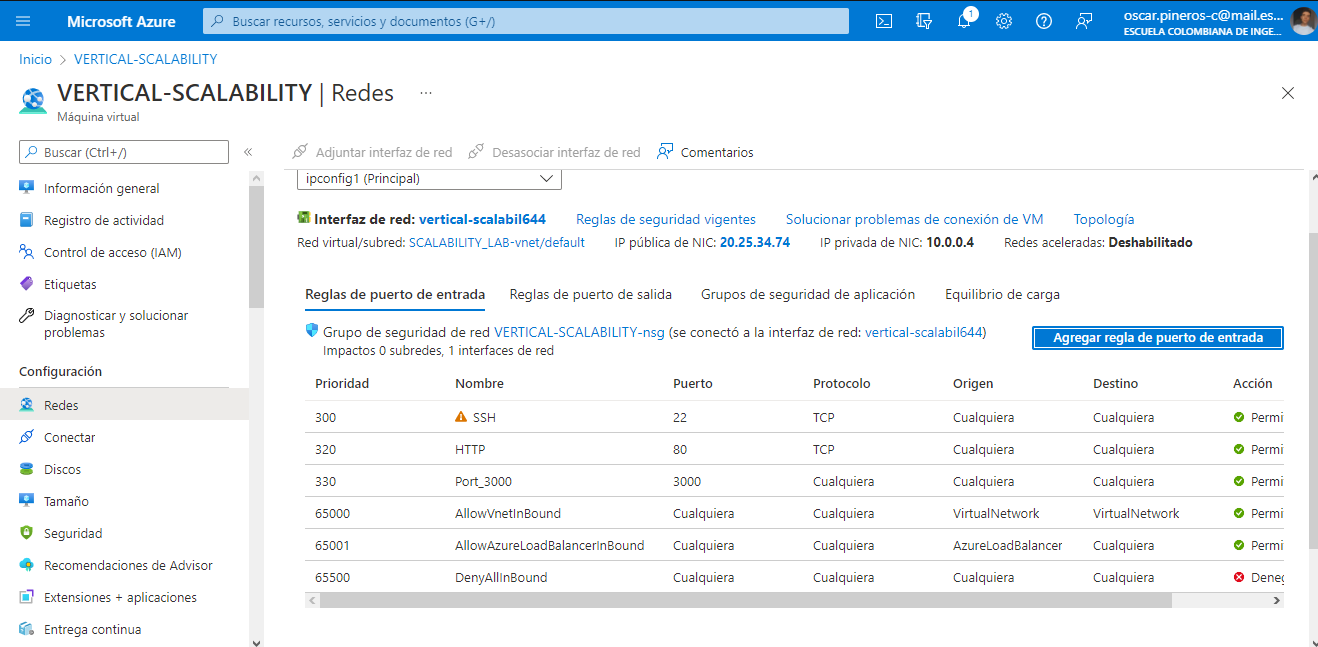 Microsoft Azure
Buscar recursos, servicios y documentos (G+/)
1
oscar.pineros-c@mail.es...
ESCUELA COLOMBIANA DE INGE...
Inicio > VERTICAL-SCALABILITY
VERTICAL-SCALABILITY | Redes ...
Máquina virtual
Buscar (Ctrl+/)
«
Información general
Registro de actividad
Control de acceso (IAM)
Etiquetas
Diagnosticar y solucionar
problemas
Configuración
Redes
Conectar
Discos
Tamaño
Seguridad
Recomendaciones de Advisor
Extensiones + aplicaciones
Entrega continua
Adjuntar interfaz de red Desasociar interfaz de red Comentarios
ipconfig1 (Principal)
Interfaz de red: vertical-scalabil644 Reglas de seguridad vigentes Solucionar problemas de conexión de VM Topología
Red virtual/subred: SCALABILITY_LAB-vnet/default IP pública de NIC: 20.25.34.74 IP privada de NIC: 10.0.0.4 Redes aceleradas: Deshabilitado
Reglas de puerto de entrada Reglas de puerto de salida Grupos de seguridad de aplicación Equilibrio de carga
Grupo de seguridad de red VERTICAL-SCALABILITY-nsg (se conectó a la interfaz de red: vertical-scalabil644)
Impactos 0 subredes, 1 interfaces de red
Agregar regla de puerto de entrada
Prioridad Nombre Puerto Protocolo Origen Destino Acción
300 SSH 22 TCP Cualquiera Cualquiera Permi
320 HTTP 80 TCP Cualquiera Cualquiera Permi
330 Port_3000 3000 Cualquiera Cualquiera Cualquiera Permi
65000 AllowVnetInBound Cualquiera Cualquiera VirtualNetwork VirtualNetwork Permi
65001 AllowAzureLoadBalancerInBound Cualquiera Cualquiera AzureLoadBalancer Cualquiera Permi
65500 DenyAllInBound Cualquiera Cualquiera Cualquiera Cualquiera Deneg